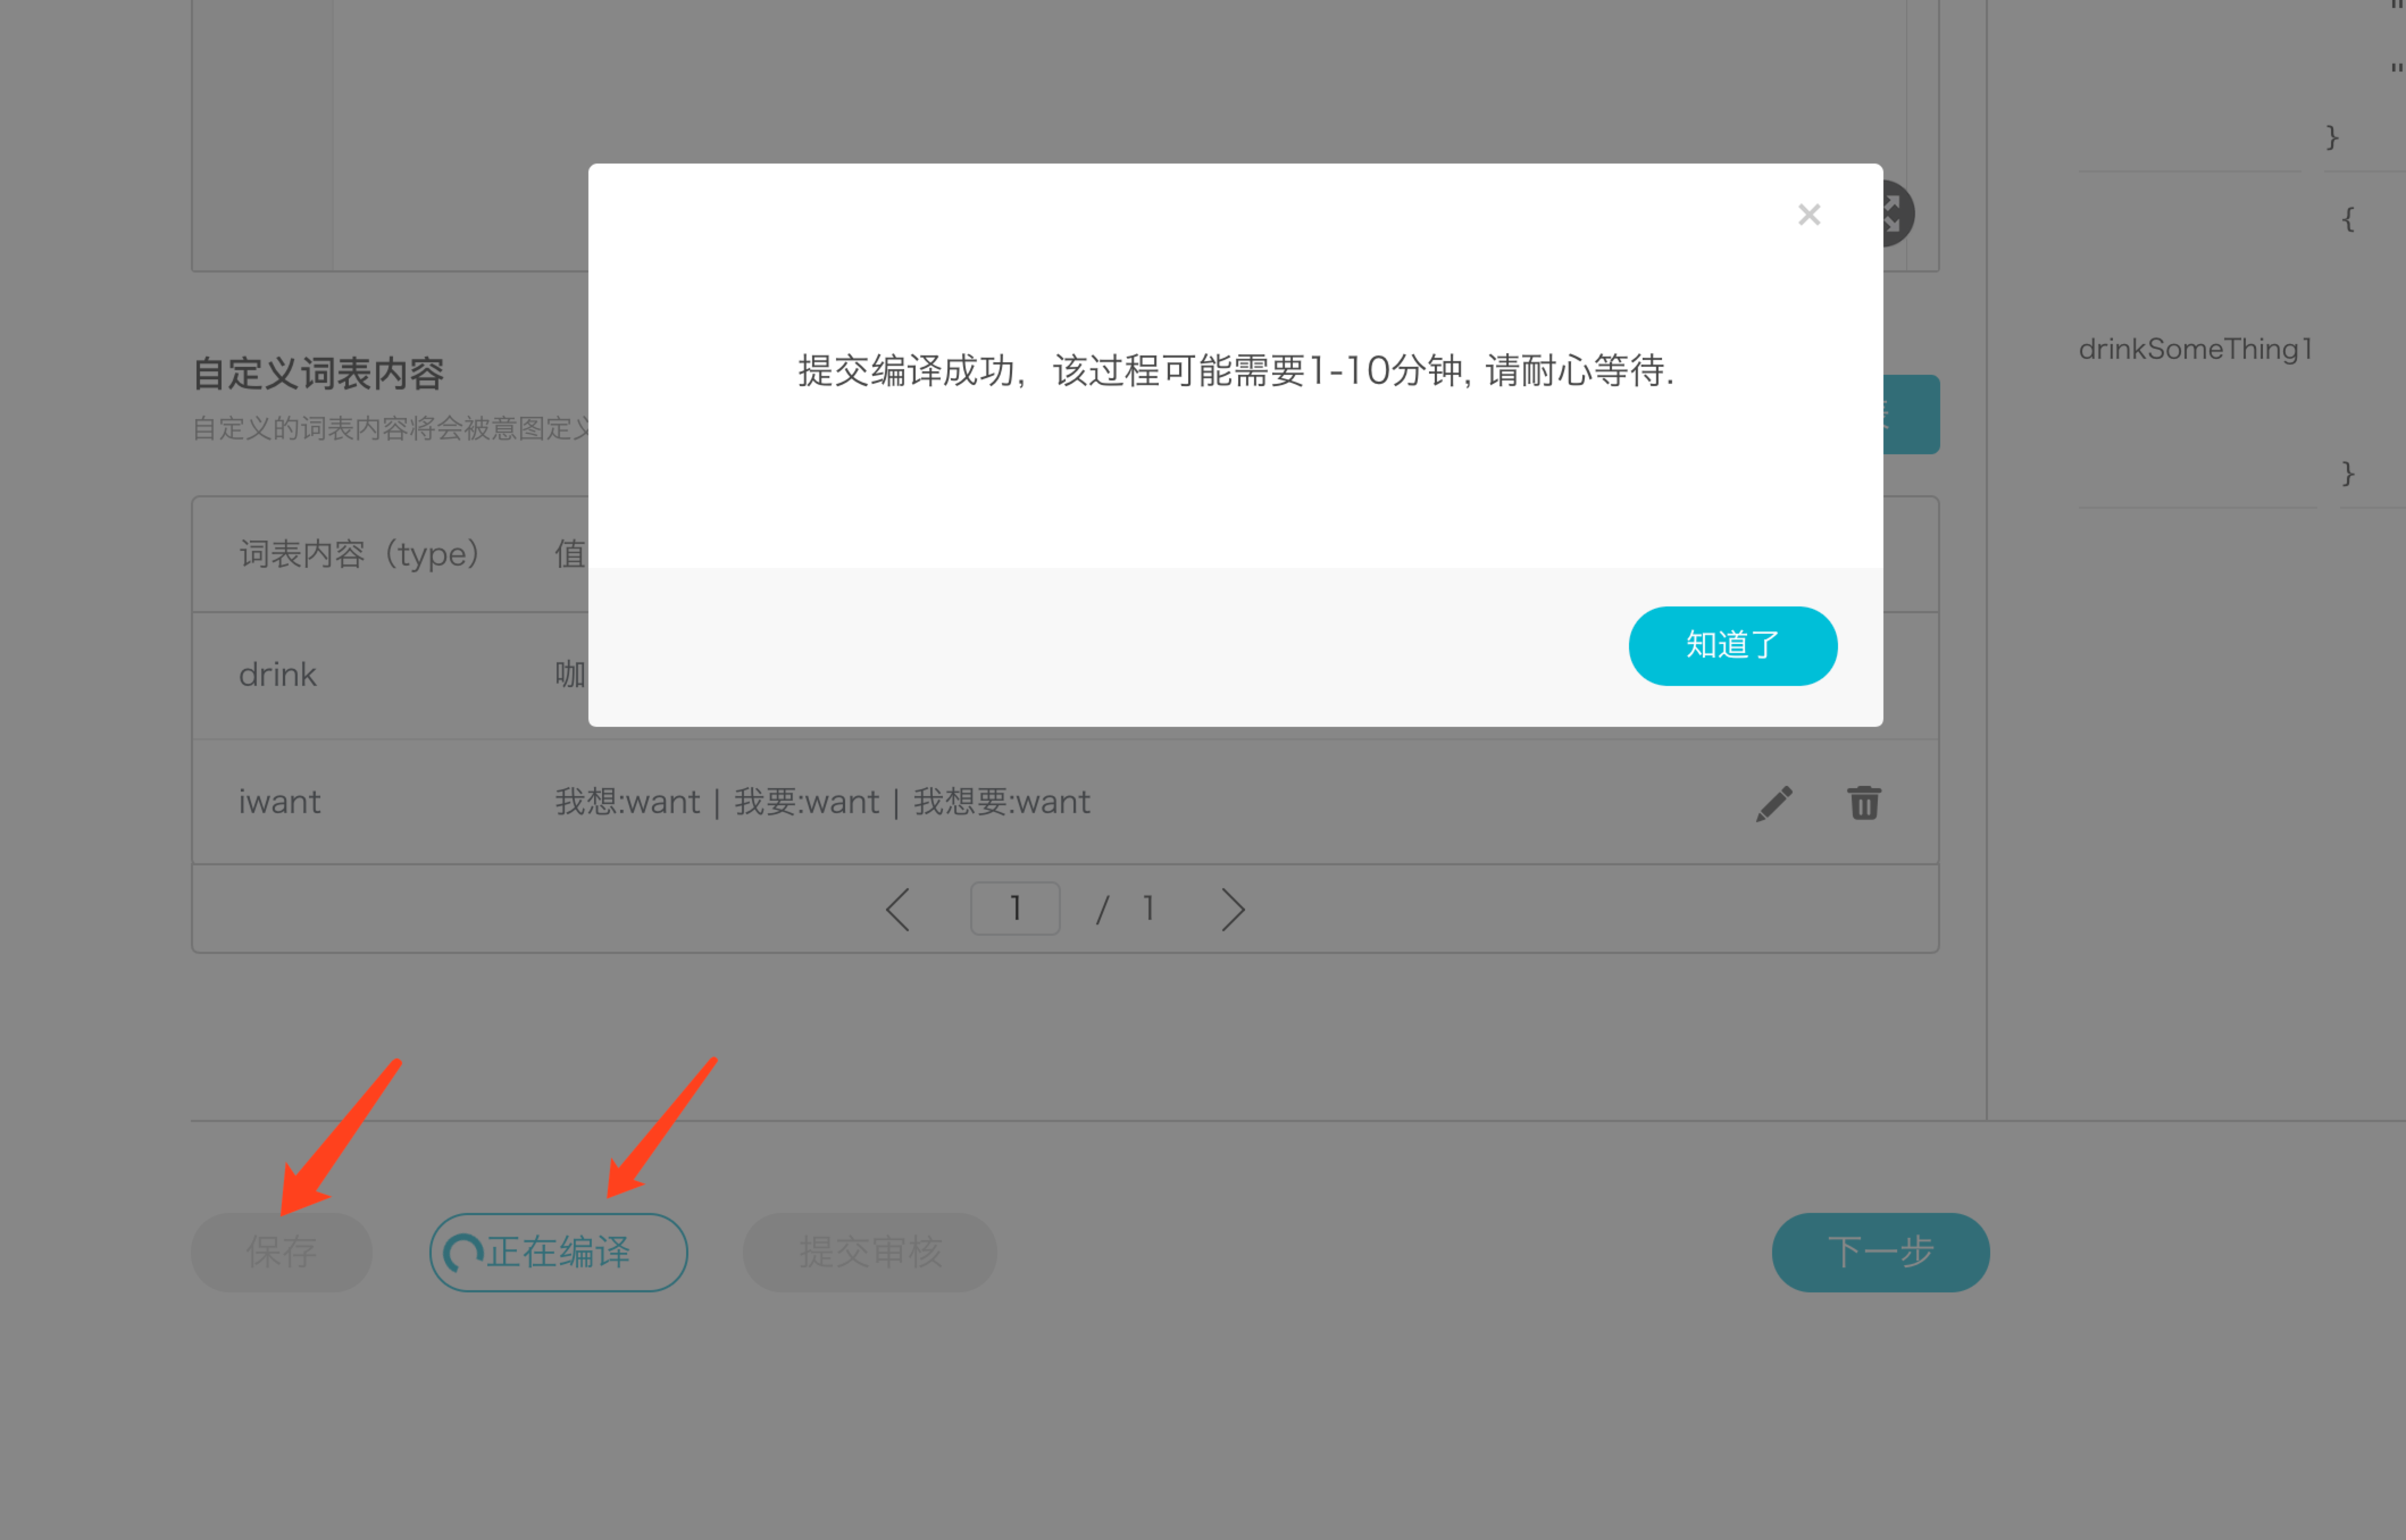 "
"
}
{
提交编译成功, 该过程可能需要1-10分钟, 请耐心等待.
drinkSomeThing1
自定义词表内容
自定义的词表内容将会被意图定义
}
词表内容（type） 值
知道了
drink 咖
iwant 我想:want | 我要:want | 我想要:want
1 / 1
保存 正在编译 提交审核 下一步